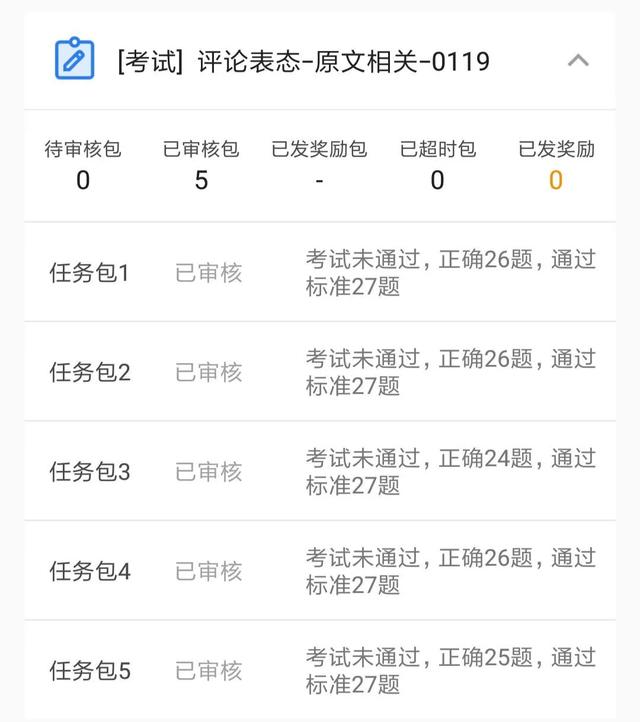 [考试] 评论表态-原文相关-0119
待审核包 已审核包 已发奖励包 已超时包 已发奖励
0 5 - 0 0
任务包1 已审核 考试未通过，正确26题，通过
标准27题
任务包2 已审核 考试未通过，正确26题，通过
标准27题
任务包3 已审核 考试未通过，正确24题，通过
标准27题
任务包4 已审核 考试未通过，正确26题，通过
标准27题
任务包5 已审核 考试未通过，正确25题，通过
标准27题